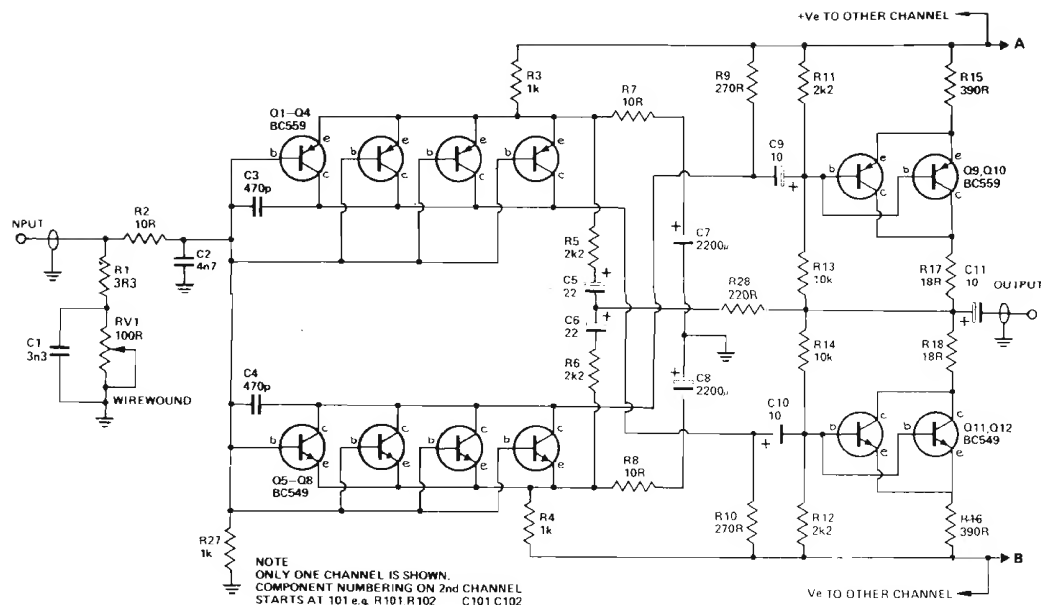 +Ve TO OTHER CHANNEL
A
R3
1k
R9
270R
R11
2k2
R15
390R
Q1–Q4
BC559
R7
10R
e
b
c
e
c
e
c
e
c
C9
10
+
b
e
c
b
e
c
Q9,Q10
BC559
C3
470p
NPUT
R2
10R
R5
2k2
+
C7
2200µ
R1
3R3
C2
4n7
C5
22
+
R28
220R
R13
10k
R17
18R
C11
10
OUTPUT
+
RV1
100R
C1
3n3
C6
22
+
R14
10k
R18
18R
WIREWOUND
C4
470p
R6
2k2
+
C8
2200µ
C10
10
+
b
c
e
b
c
e
b
c
e
c
e
c
e
c
e
Q11,Q12
BC549
Q5–Q8
BC549
R8
10R
R27
1k
R4
1k
R10
270R
R12
2k2
R16
390R
B
NOTE
ONLY ONE CHANNEL IS SHOWN.
COMPONENT NUMBERING ON 2nd CHANNEL
STARTS AT 101 e.g. R101 R102 C101 C102
Ve TO OTHER CHANNEL